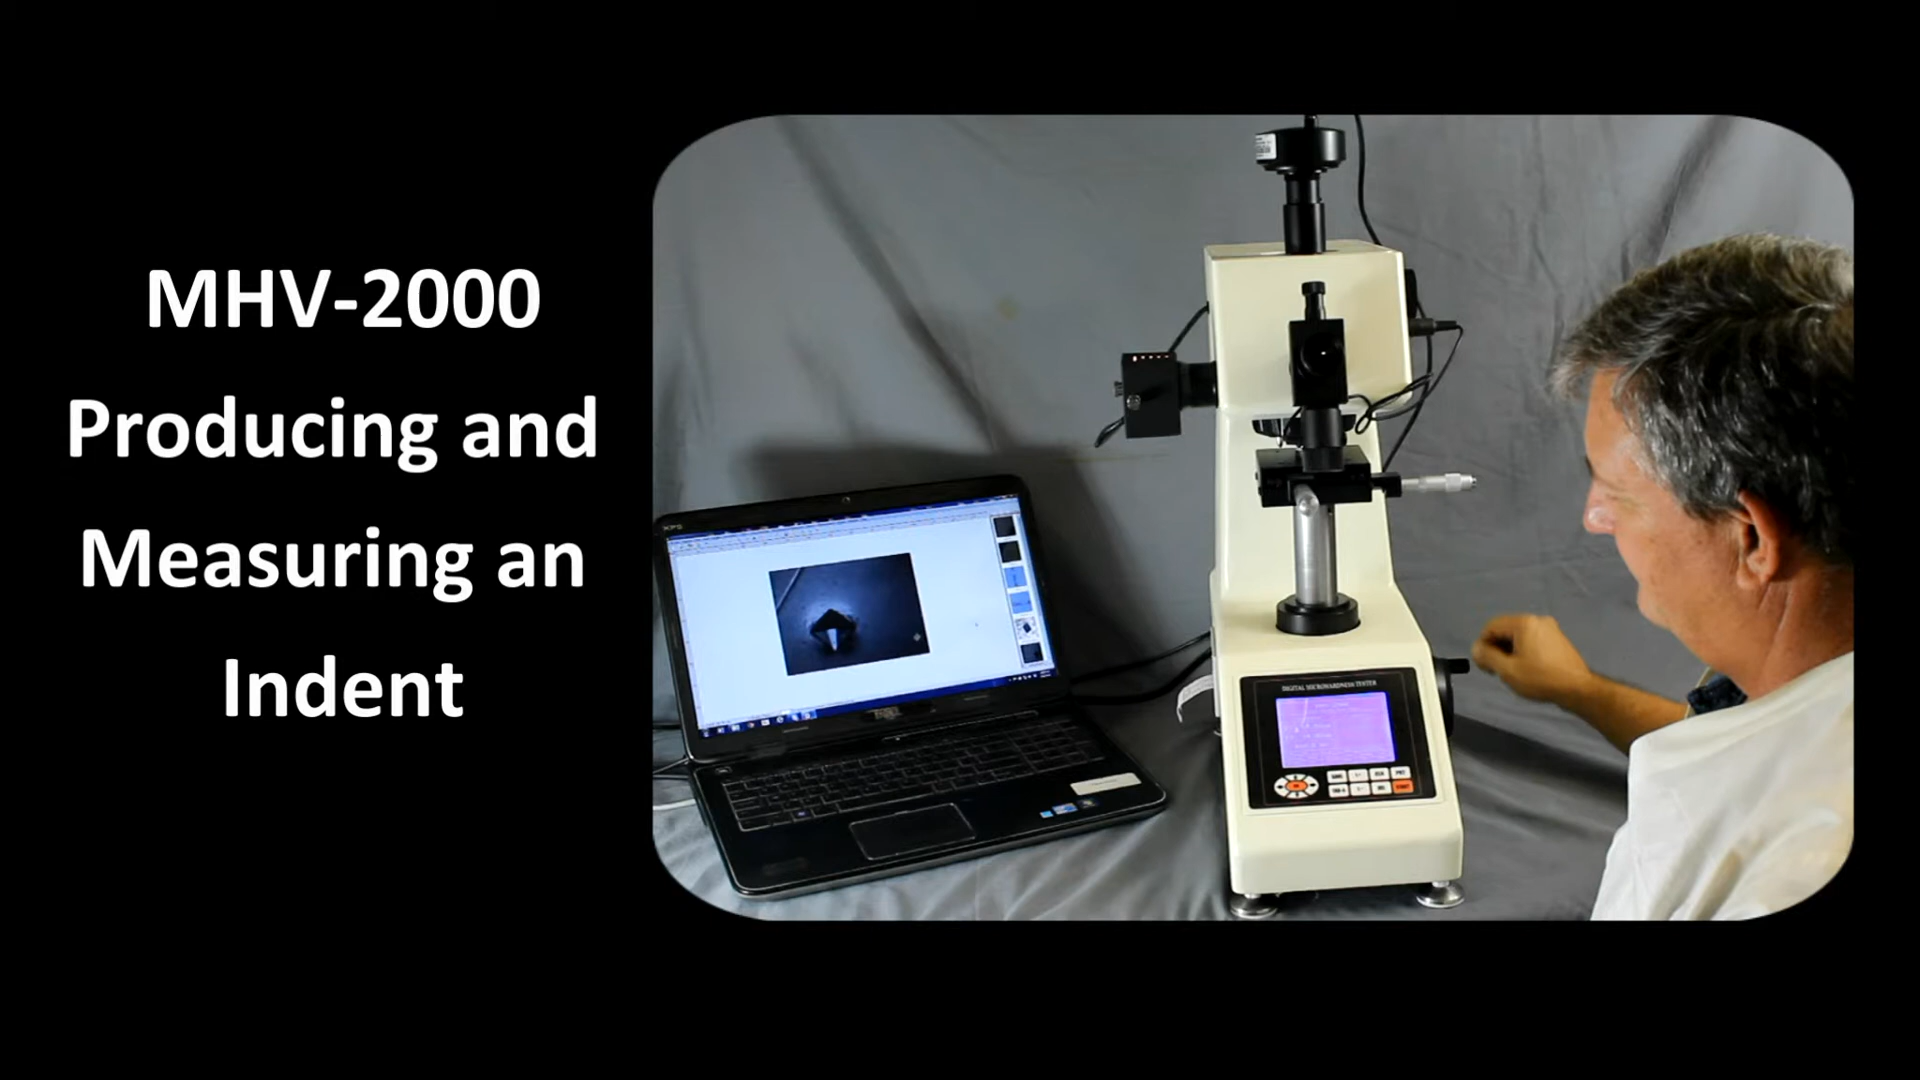 MHV-2000
Producing and
Measuring an
Indent
XPS
DIGITAL MICROHARDNESS TESTER